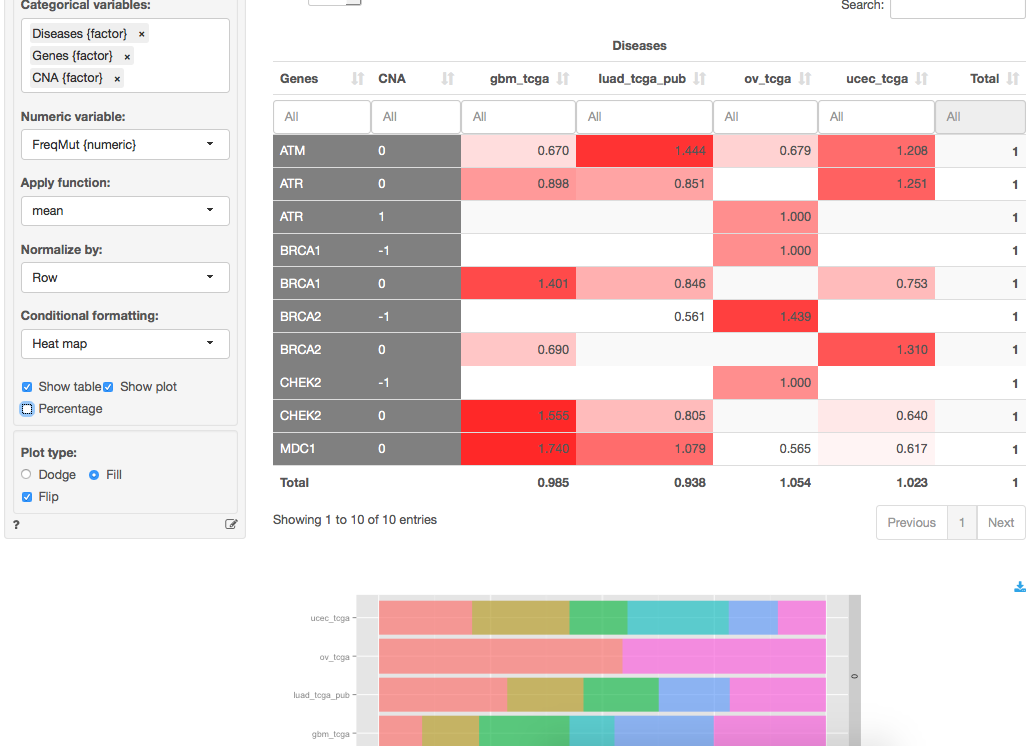 Categorical variables:
Diseases {factor} ×
Genes {factor} ×
CNA {factor} ×
Numeric variable:
FreqMut {numeric}
Apply function:
mean
Normalize by:
Row
Conditional formatting:
Heat map
Show table Show plot
Percentage
Plot type:
Dodge Fill
Flip
?
Search:
Diseases
Genes CNA gbm_tcga luad_tcga_pub ov_tcga ucec_tcga Total
All All All All All All All
ATM 0 0.670 1.444 0.679 1.208 1
ATR 0 0.898 0.851 1.251 1
ATR 1 1.000 1
BRCA1 -1 1.000 1
BRCA1 0 1.401 0.846 0.753 1
BRCA2 -1 0.561 1.439 1
BRCA2 0 0.690 1.310 1
CHEK2 -1 1.000 1
CHEK2 0 1.555 0.805 0.640 1
MDC1 0 1.740 1.079 0.565 0.617 1
Total 0.985 0.938 1.054 1.023 1
Showing 1 to 10 of 10 entries
Previous 1 Next
ucec_tcga
ov_tcga
luad_tcga_pub
gbm_tcga
0